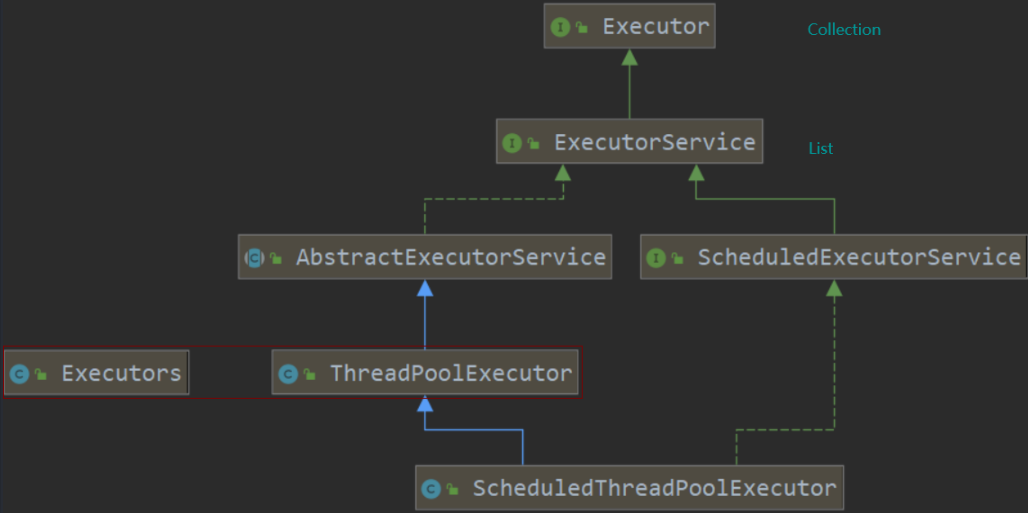 Executor
Collection
ExecutorService
List
AbstractExecutorService
ScheduledExecutorService
Executors
ThreadPoolExecutor
ScheduledThreadPoolExecutor